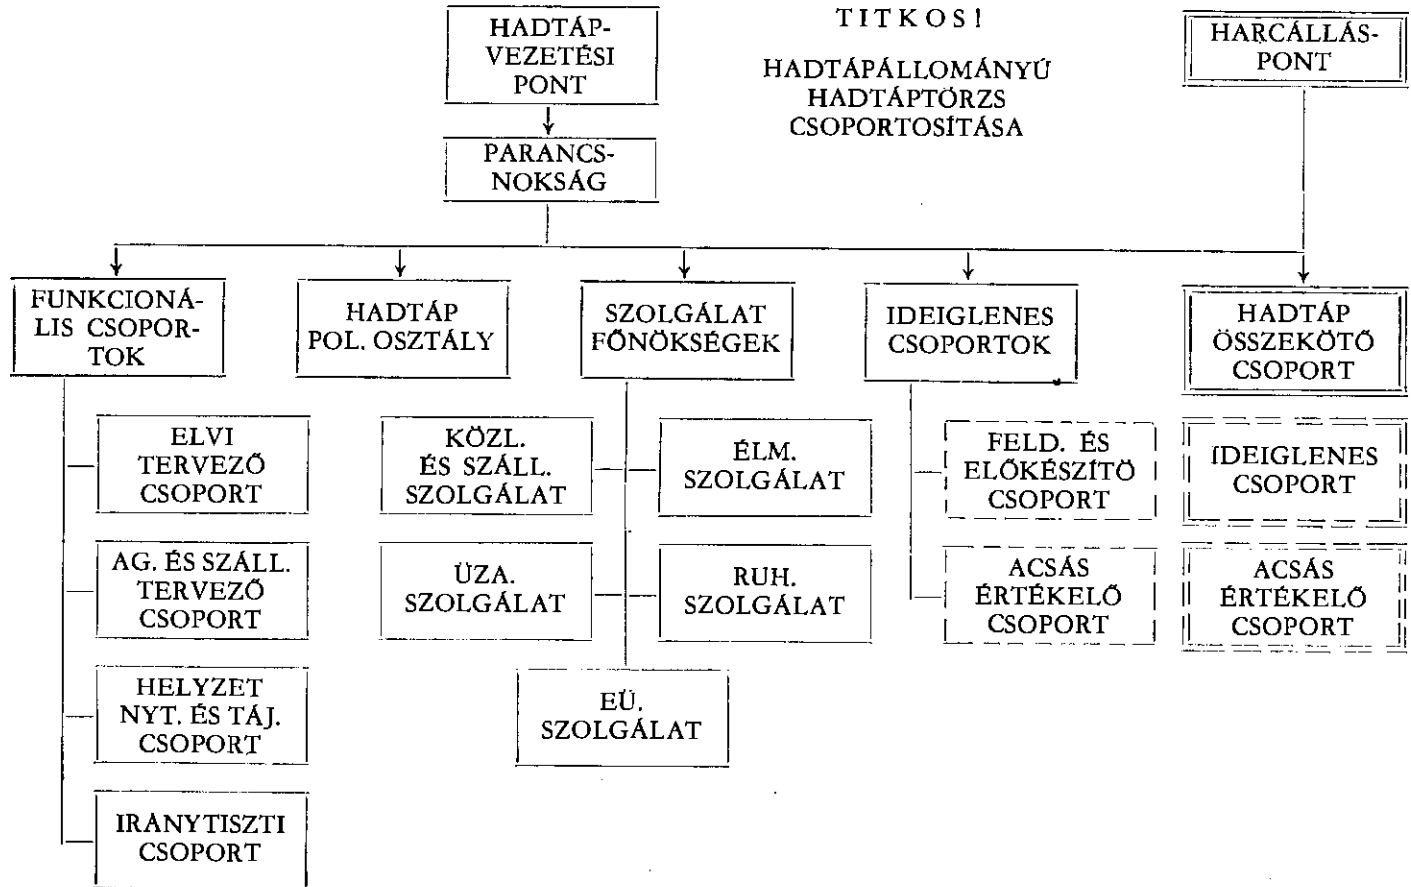 HADTÁP-
VEZETÉSI
PONT
TITKOS!
HADTÁPÁLLOMÁNYÚ
HADTÁPTÖRZS
CSOPORTOSÍTÁSA
HARCÁLLÁS-
PONT
PARANCS-
NOKSÁG
FUNKCIONÁ-
LIS CSOPOR-
TOK
HADTÁP
POL. OSZTÁLY
SZOLGÁLAT
FŐNÖKSÉGEK
IDEIGLENES
CSOPORTOK
HADTÁP
ÖSSZEKÖTŐ
CSOPORT
ELVI
TERVEZŐ
CSOPORT
KÖZL.
ÉS SZÁLL.
SZOLGÁLAT
ÉLM.
SZOLGÁLAT
FELD. ÉS
ELŐKÉSZÍTŐ
CSOPORT
IDEIGLENES
CSOPORT
AG. ÉS SZÁLL.
TERVEZŐ
CSOPORT
ÜZA.
SZOLGÁLAT
RUH.
SZOLGÁLAT
ACSÁS
ÉRTÉKELŐ
CSOPORT
ACSÁS
ÉRTÉKELŐ
CSOPORT
HELYZET
NYT. ÉS TÁJ.
CSOPORT
EÜ.
SZOLGÁLAT
IRÁNYTISZTI
CSOPORT